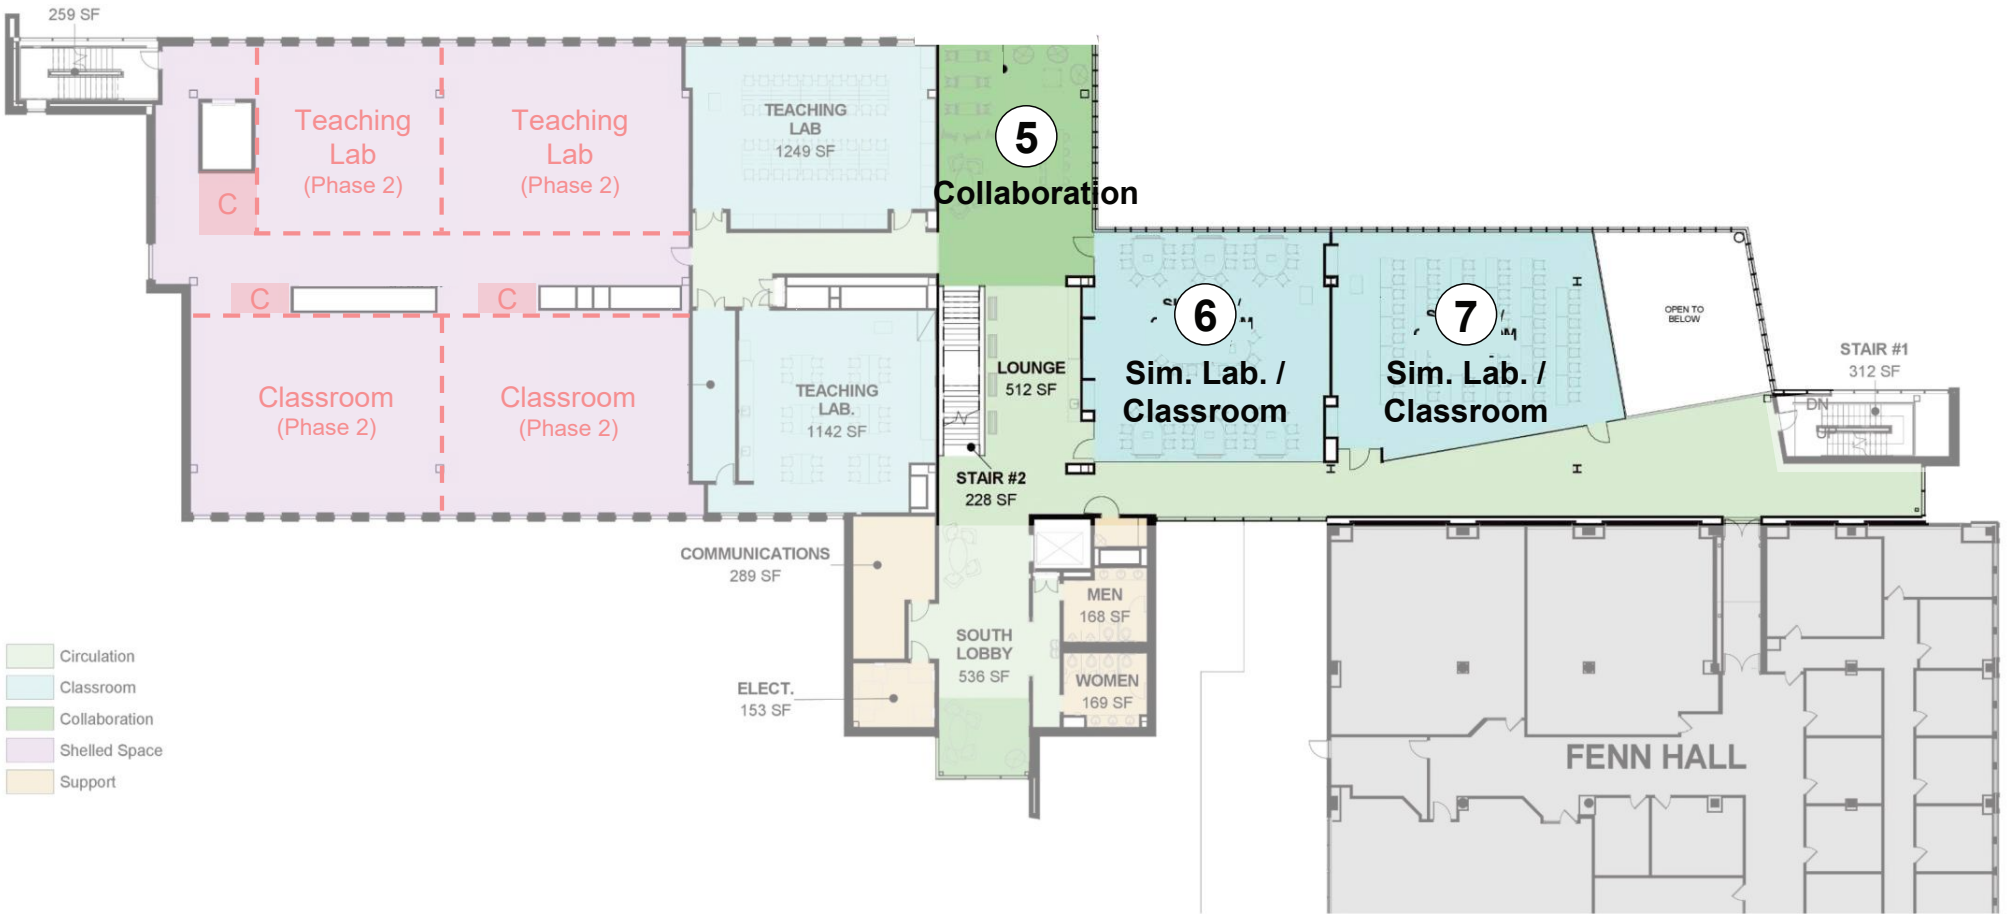 259 SF
Teaching
Lab
(Phase 2)
Teaching
Lab
(Phase 2)
TEACHING
LAB
1249 SF
5
Collaboration
C
C
C
Classroom
(Phase 2)
Classroom
(Phase 2)
TEACHING
LAB.
1142 SF
LOUNGE
512 SF
STAIR #2
228 SF
6
Sim. Lab. /
Classroom
7
Sim. Lab. /
Classroom
OPEN TO
BELOW
STAIR #1
312 SF
DN
UP
COMMUNICATIONS
289 SF
ELECT.
153 SF
SOUTH
LOBBY
536 SF
MEN
168 SF
WOMEN
169 SF
FENN HALL
Circulation
Classroom
Collaboration
Shelled Space
Support